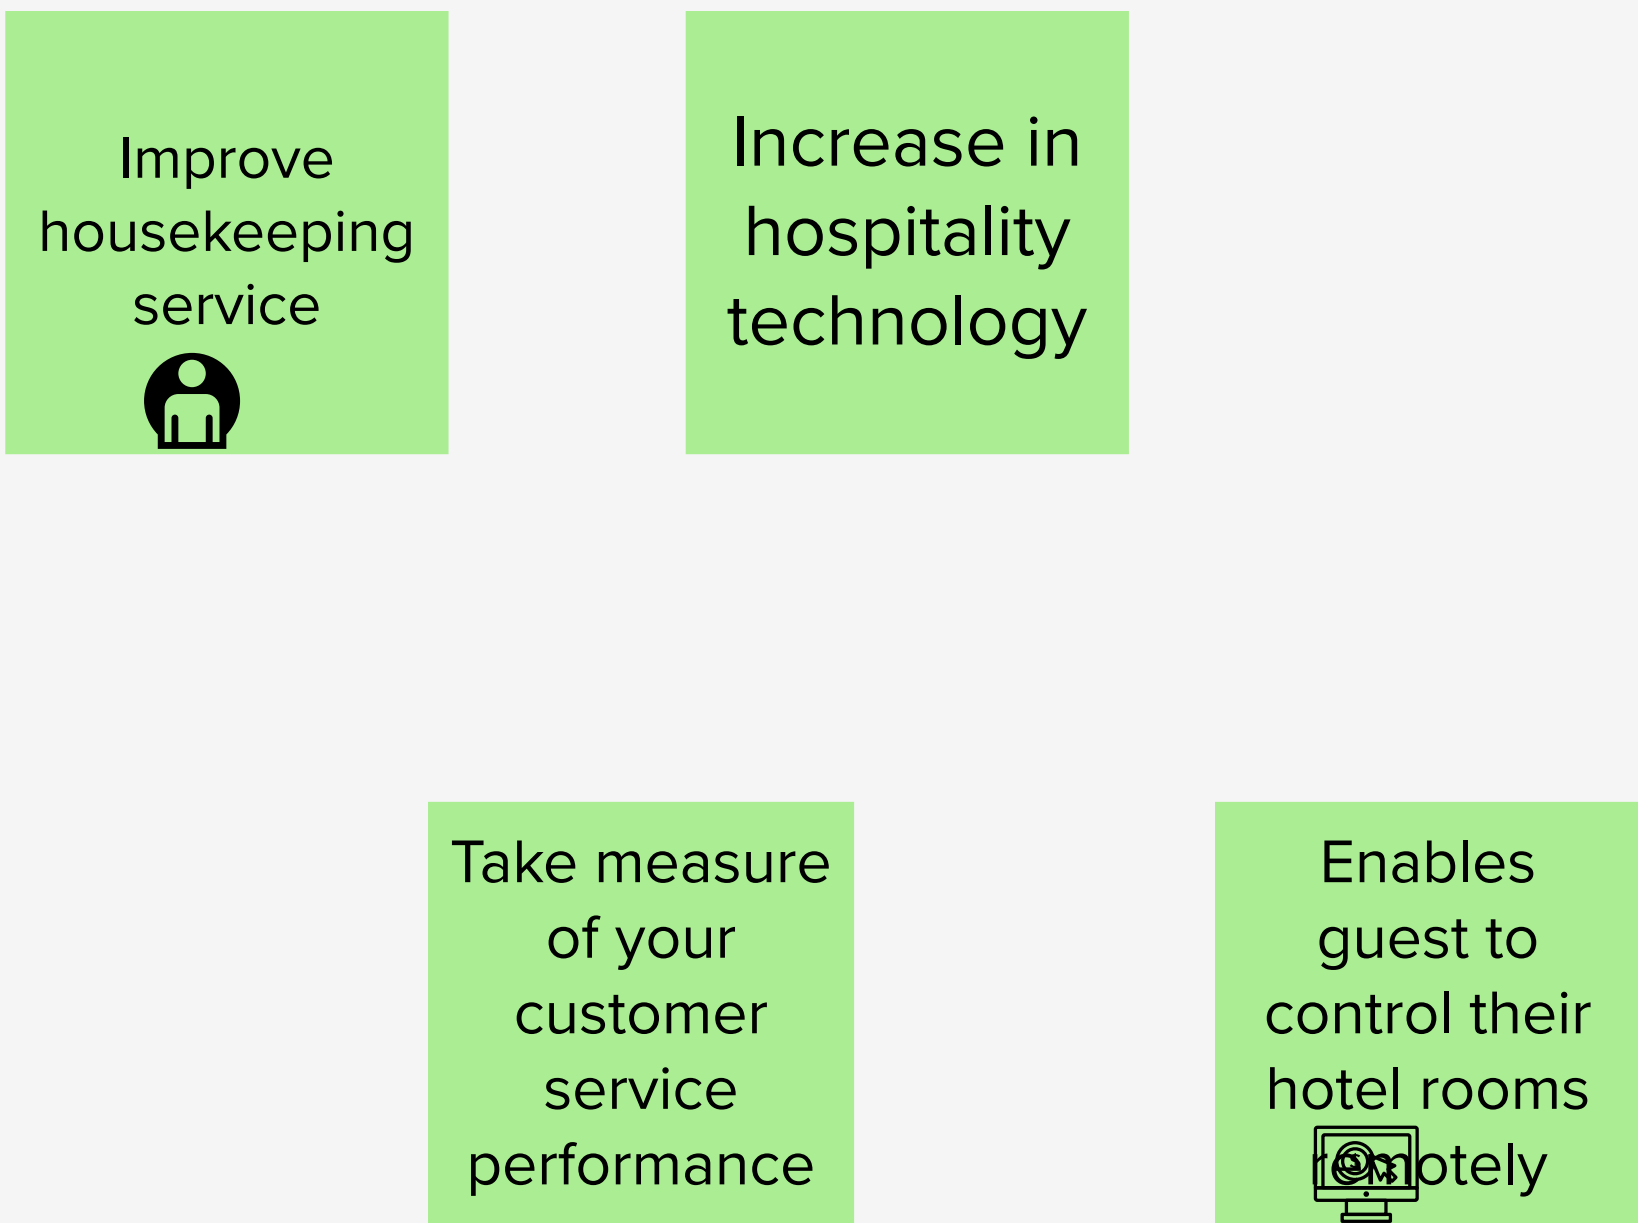 Improve
housekeeping
service
Increase in
hospitality
technology
Take measure
of your
customer
service
performance
Enables
guest to
control their
hotel rooms
remotely